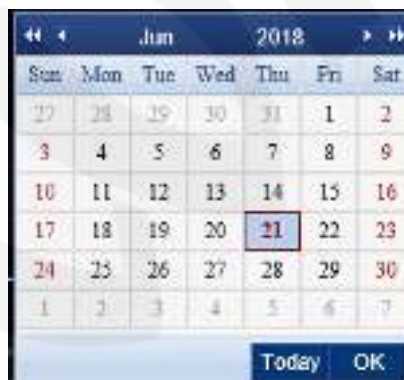 Jun 2018
Sun Mon Tue Wed Thu Fri Sat
27 28 29 30 31 1 2
3 4 5 6 7 8 9
10 11 12 13 14 15 16
17 18 19 20 21 22 23
24 25 26 27 28 29 30
1 2 3 4 5 6 7
Today OK